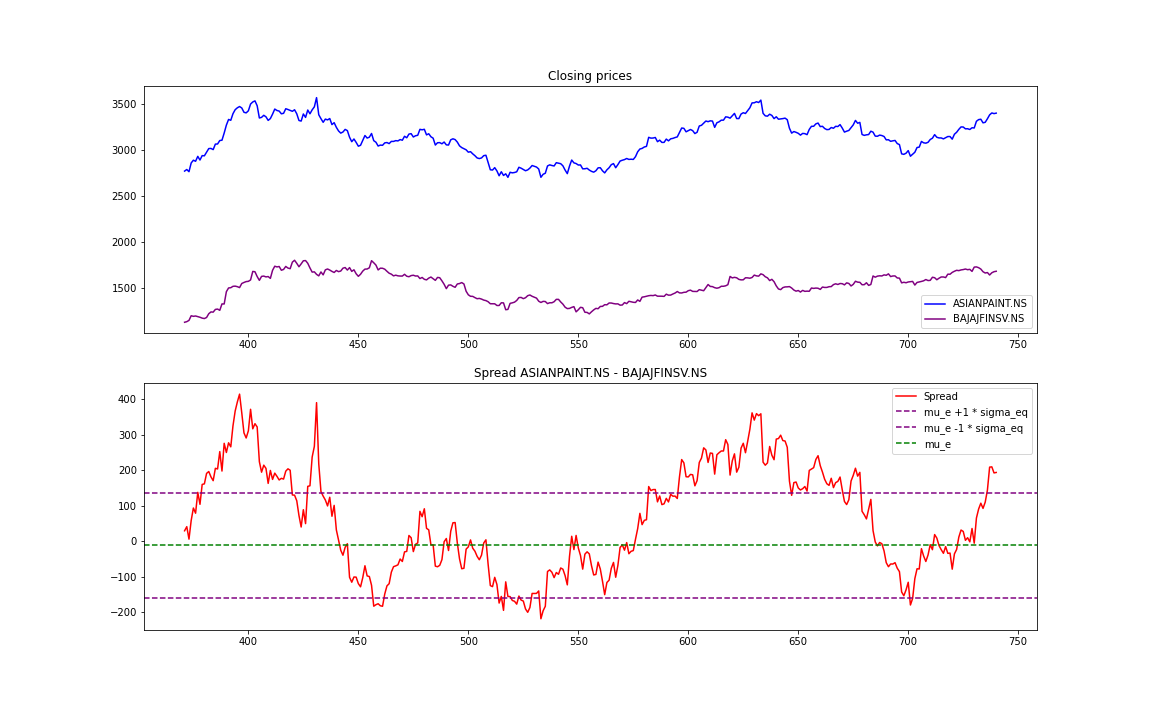 Closing prices
3500
3000
2500
2000
1500
ASIANPAINT.NS
BAJAJFINSV.NS
400 450 500 550 600 650 700 750
Spread ASIANPAINT.NS - BAJAJFINSV.NS
400
300
200
100
0
−100
−200
Spread
mu_e +1 * sigma_eq
mu_e -1 * sigma_eq
mu_e
400 450 500 550 600 650 700 750